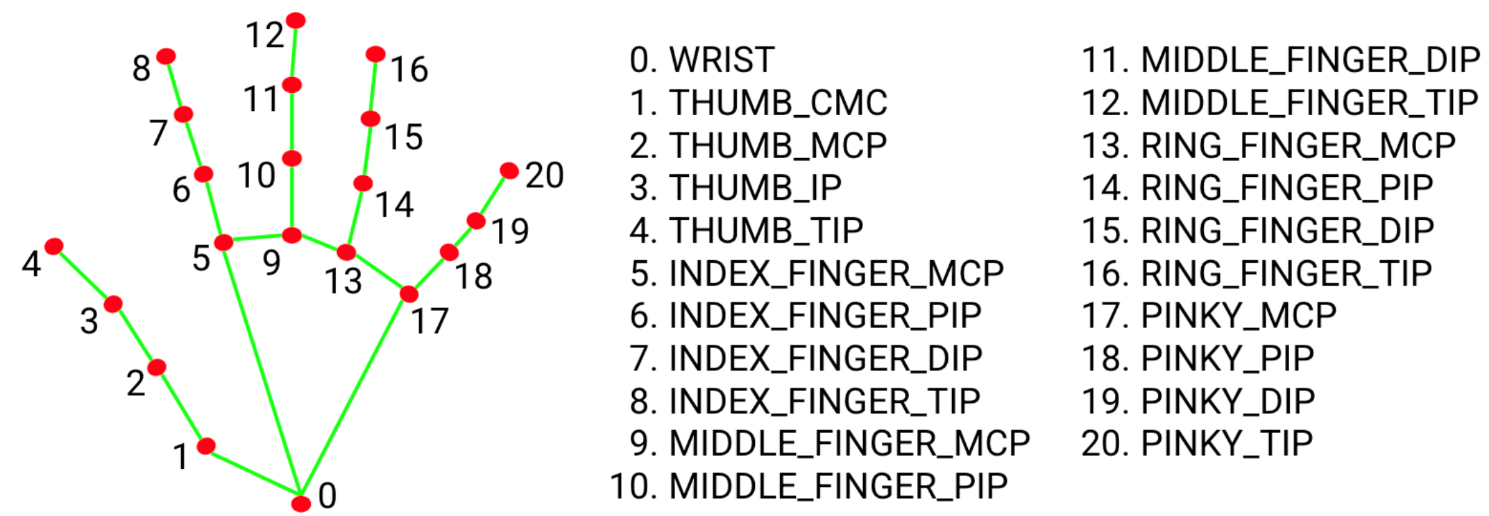 12
8
16
11
7
15
10
6
20
14
19
5
9
18
4
13
3
17
2
1
0
0. WRIST
1. THUMB_CMC
2. THUMB_MCP
3. THUMB_IP
4. THUMB_TIP
5. INDEX_FINGER_MCP
6. INDEX_FINGER_PIP
7. INDEX_FINGER_DIP
8. INDEX_FINGER_TIP
9. MIDDLE_FINGER_MCP
10. MIDDLE_FINGER_PIP
11. MIDDLE_FINGER_DIP
12. MIDDLE_FINGER_TIP
13. RING_FINGER_MCP
14. RING_FINGER_PIP
15. RING_FINGER_DIP
16. RING_FINGER_TIP
17. PINKY_MCP
18. PINKY_PIP
19. PINKY_DIP
20. PINKY_TIP